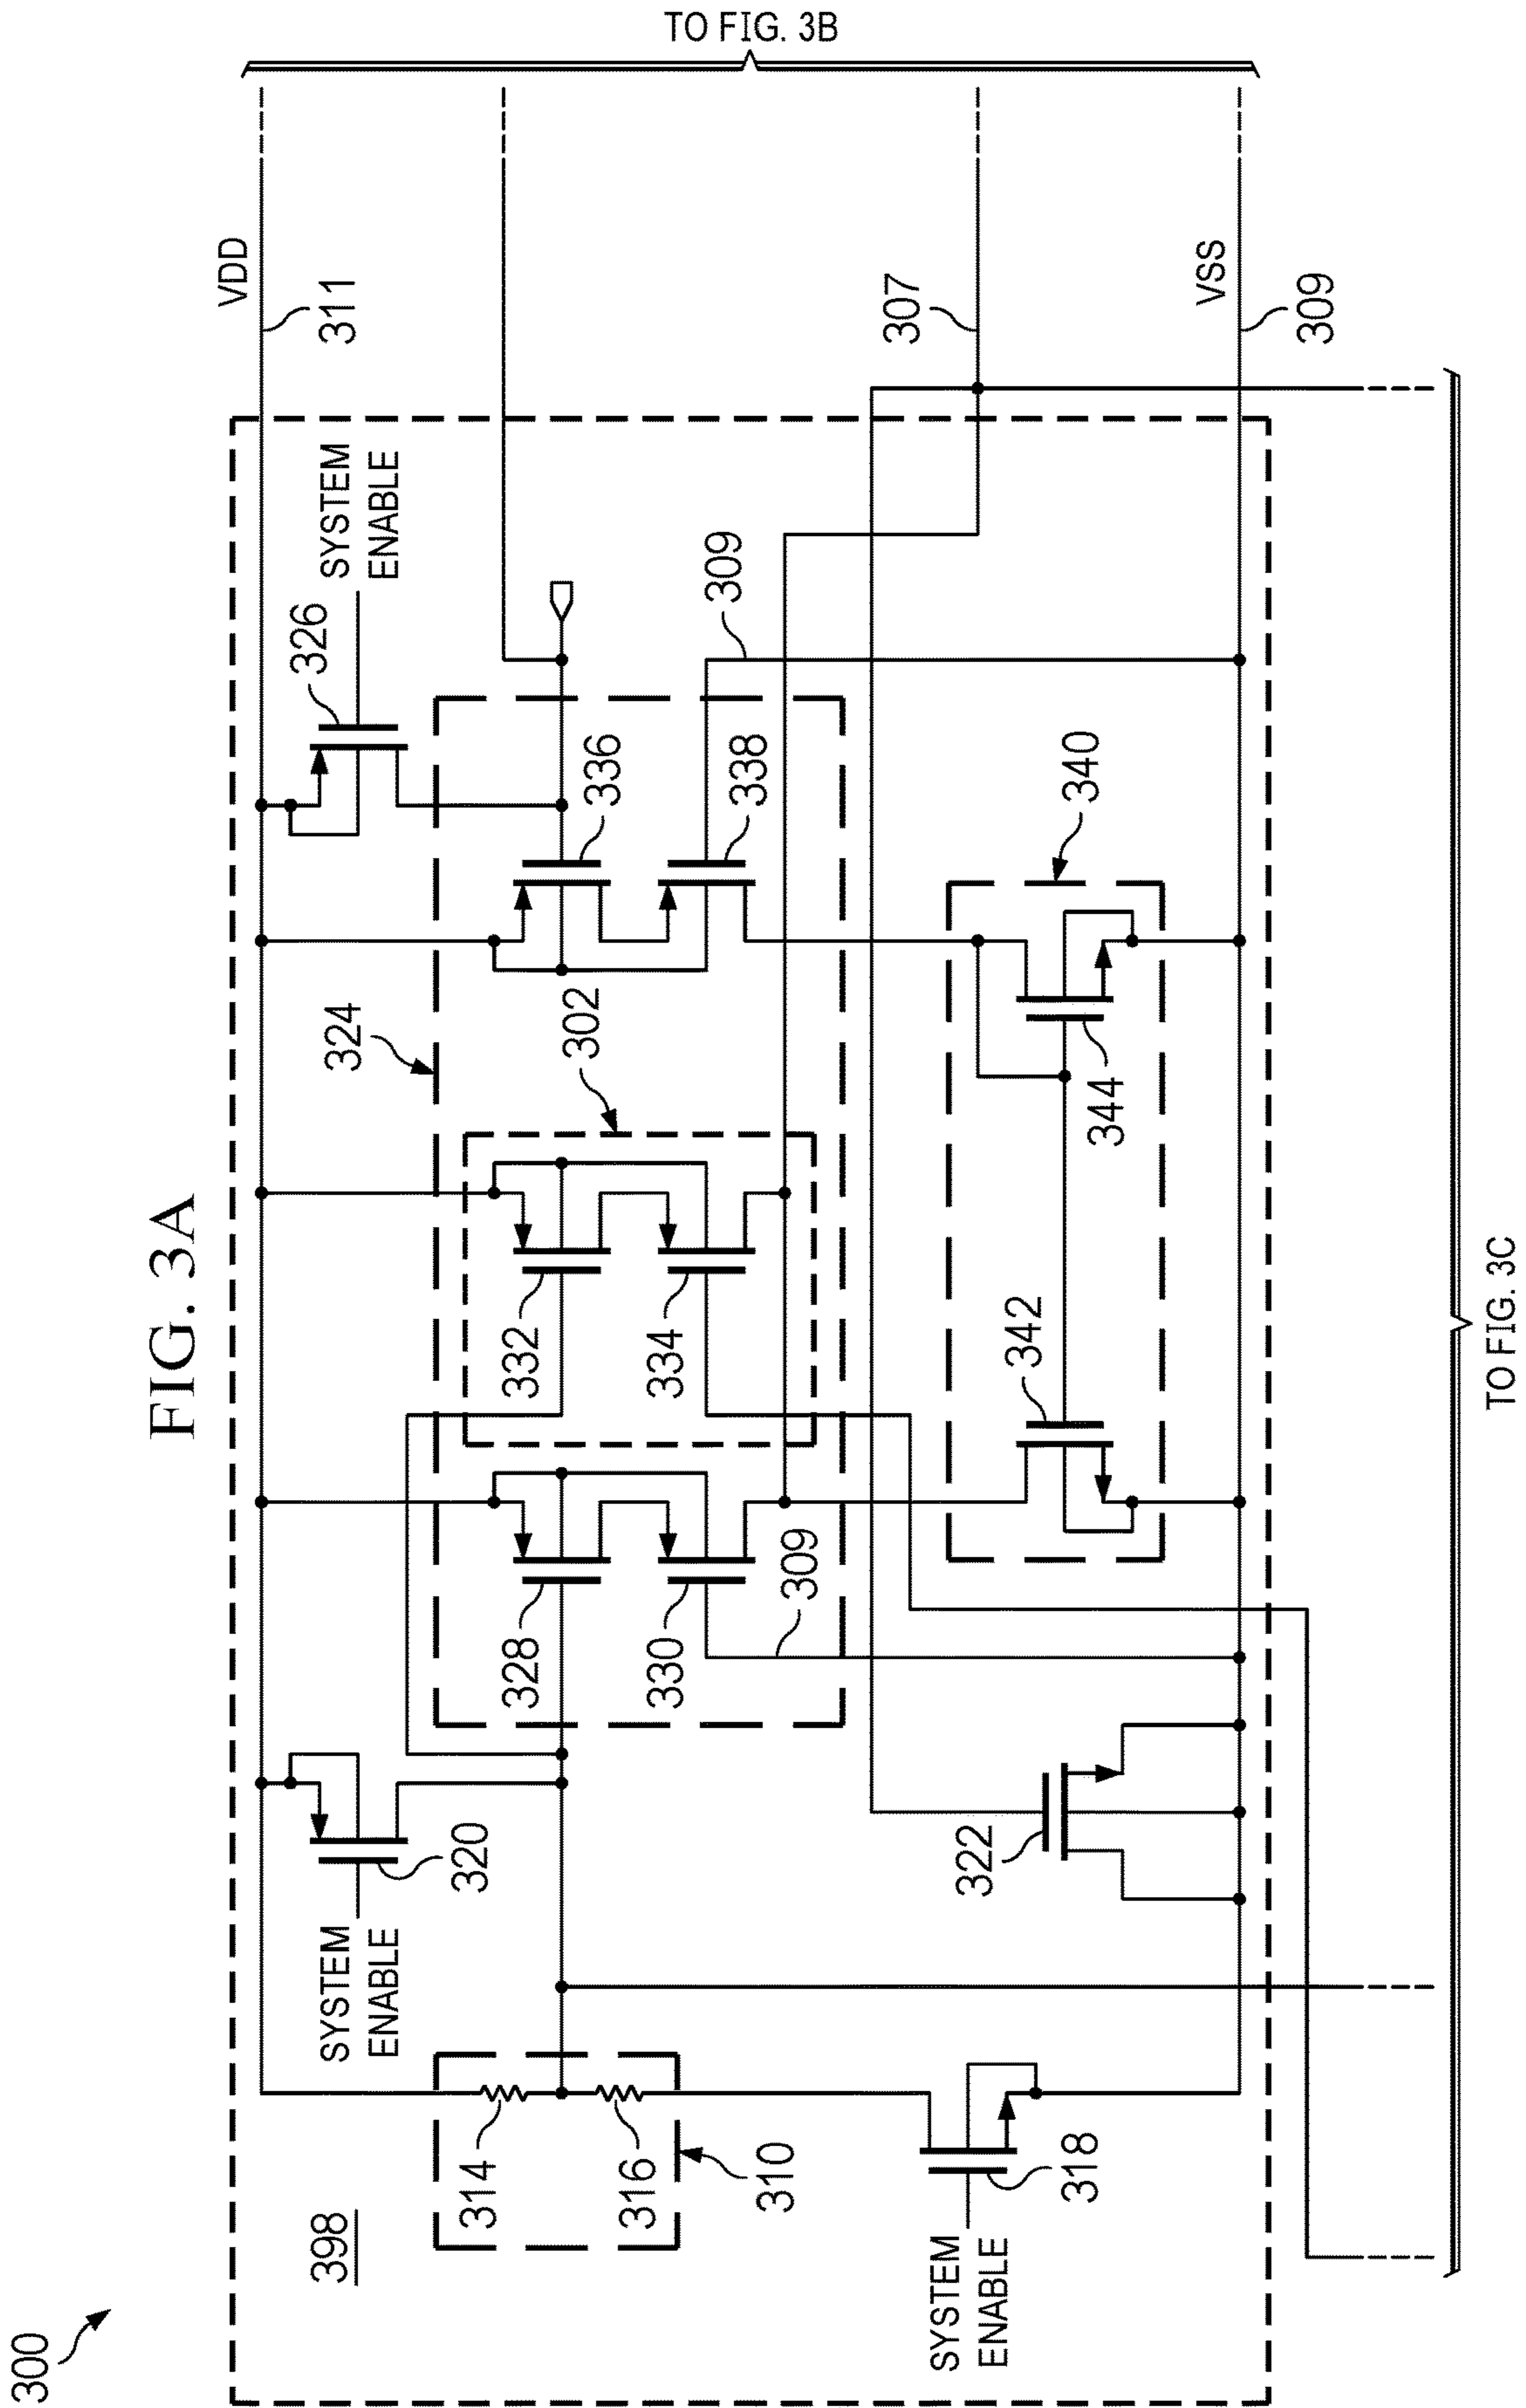 FIG. 3A
300
398
VDD
311
SYSTEM
ENABLE
320
SYSTEM
ENABLE
326
324
302
314
316
310
328
330
332
334
336
338
309
309
307
340
342
344
322
318
SYSTEM
ENABLE
VSS
309
TO FIG. 3B
TO FIG. 3C